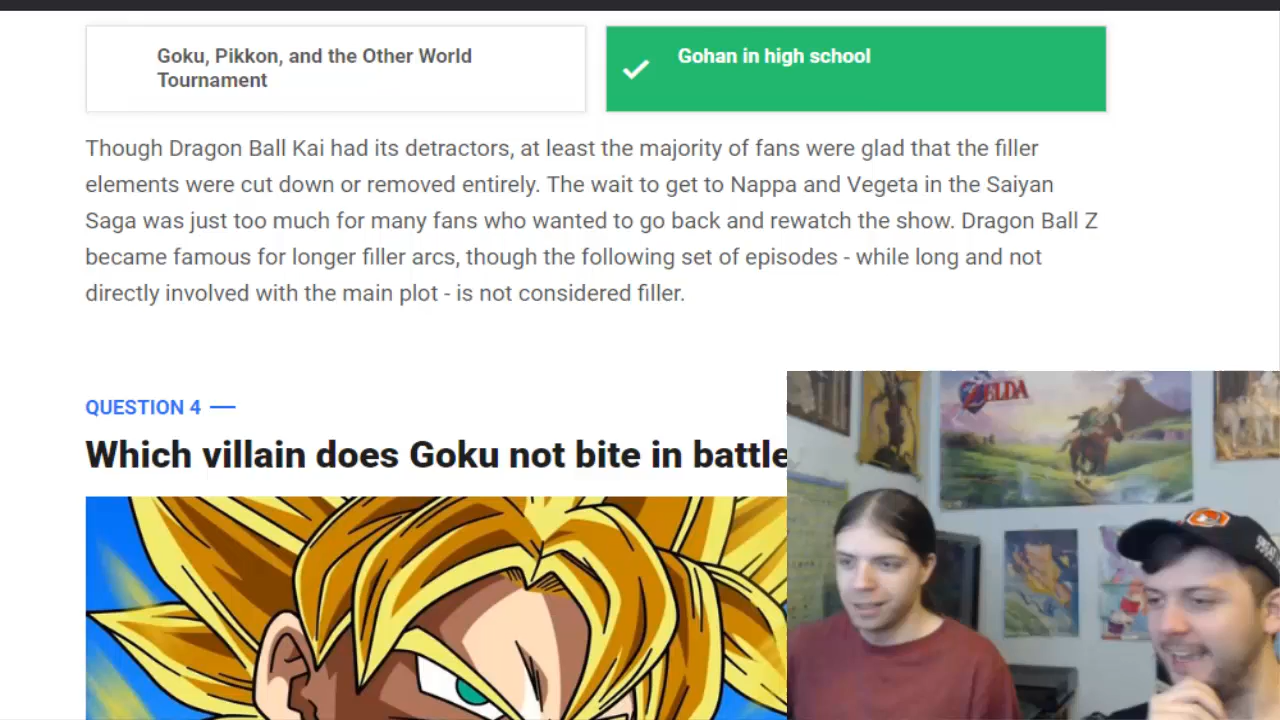 Goku, Pikkon, and the Other World
Tournament
Gohan in high school
Though Dragon Ball Kai had its detractors, at least the majority of fans were glad that the filler
elements were cut down or removed entirely. The wait to get to Nappa and Vegeta in the Saiyan
Saga was just too much for many fans who wanted to go back and rewatch the show. Dragon Ball Z
became famous for longer filler arcs, though the following set of episodes - while long and not
directly involved with the main plot - is not considered filler.
QUESTION 4
Which villain does Goku not bite in battle
ZELDA